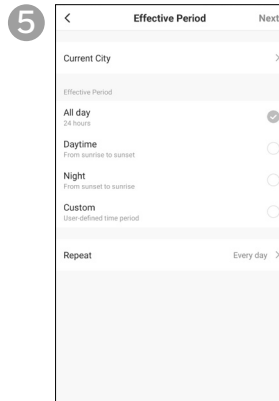 5
Effective Period Next
Current City
Effective Period
All day
24 hours
Daytime
From sunrise to sunset
Night
From sunset to sunrise
Custom
User-defined time period
Repeat Every day